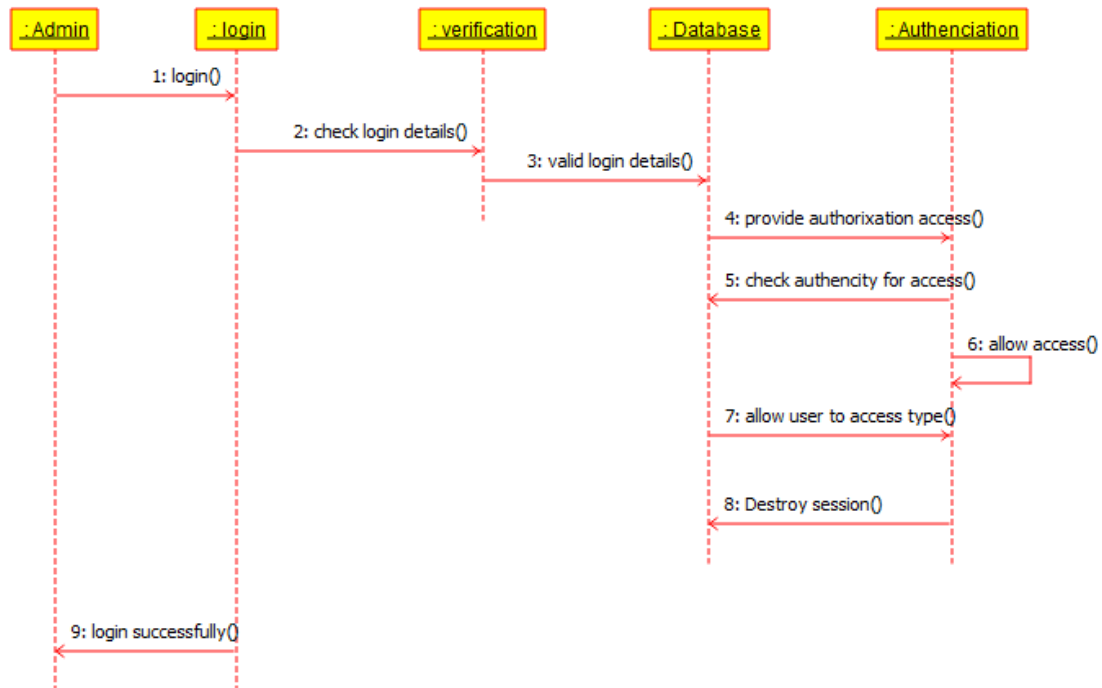 : Admin
: login
: verification
: Database
: Authenciation
1: login()
2: check login details()
3: valid login details()
4: provide authorixation access()
5: check authencity for access()
6: allow access()
7: allow user to access type()
8: Destroy session()
9: login successfully()